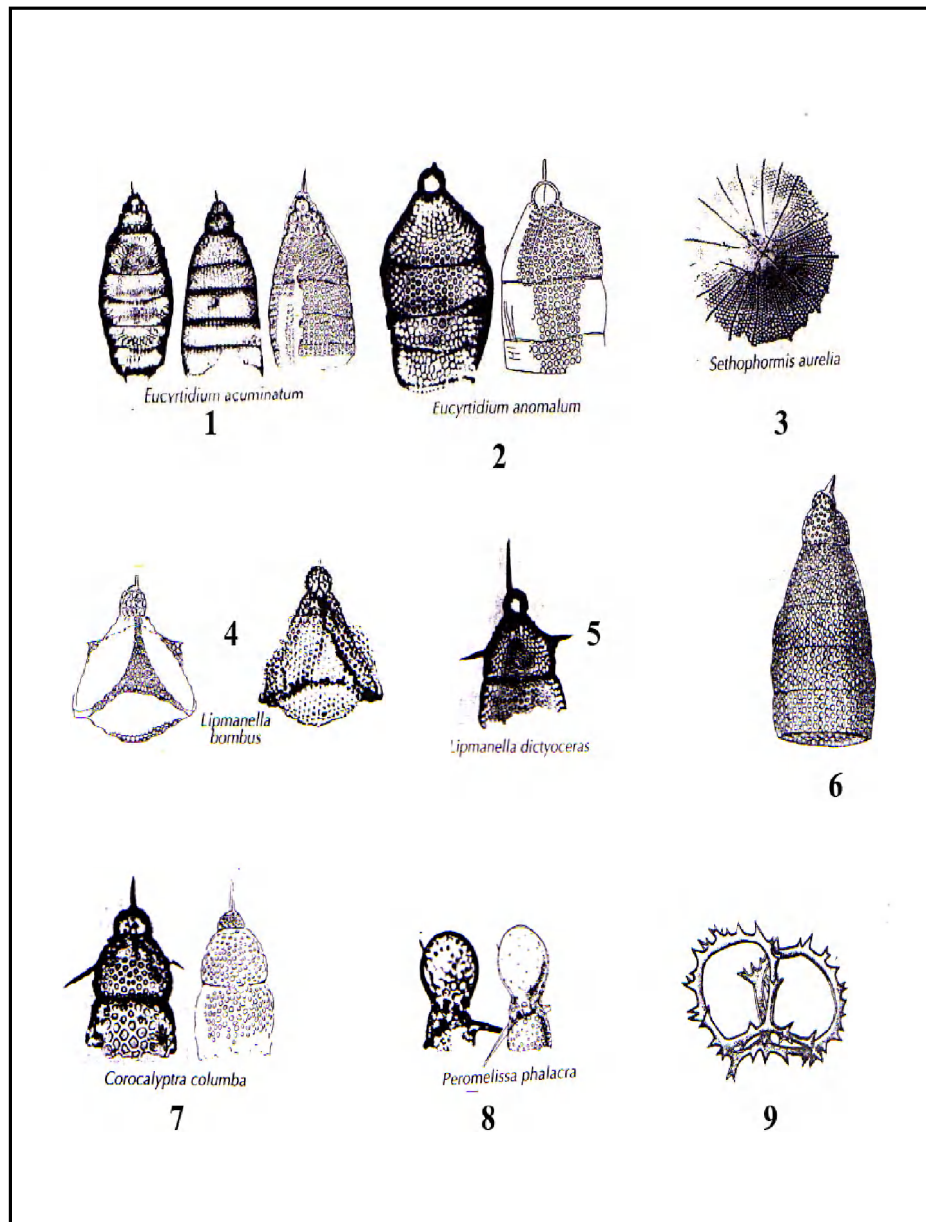 Eucyrtidium acuminatum
1
Eucyrtidium anomalum
2
Sethophormis aurelia
3
4
Lipmanella
bombus
5
Lipmanella dictyoceras
6
Corocalyptra columba
7
Peromelissa phalacra
8
9